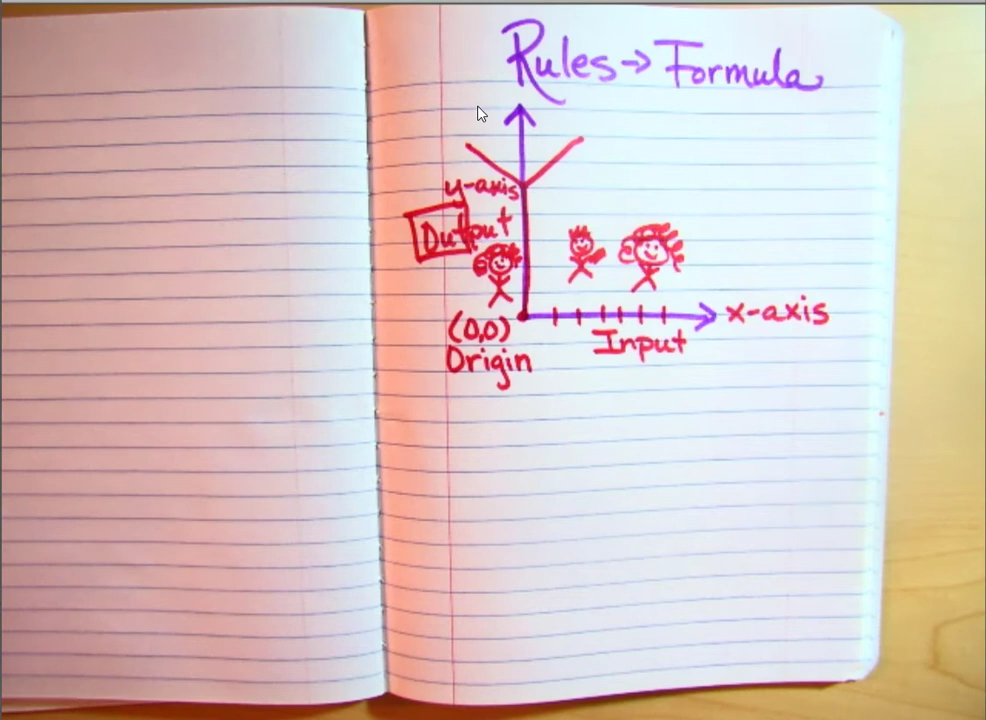 Rules → Formula
y-axis
Output
x-axis
(0,0)
Input
Origin